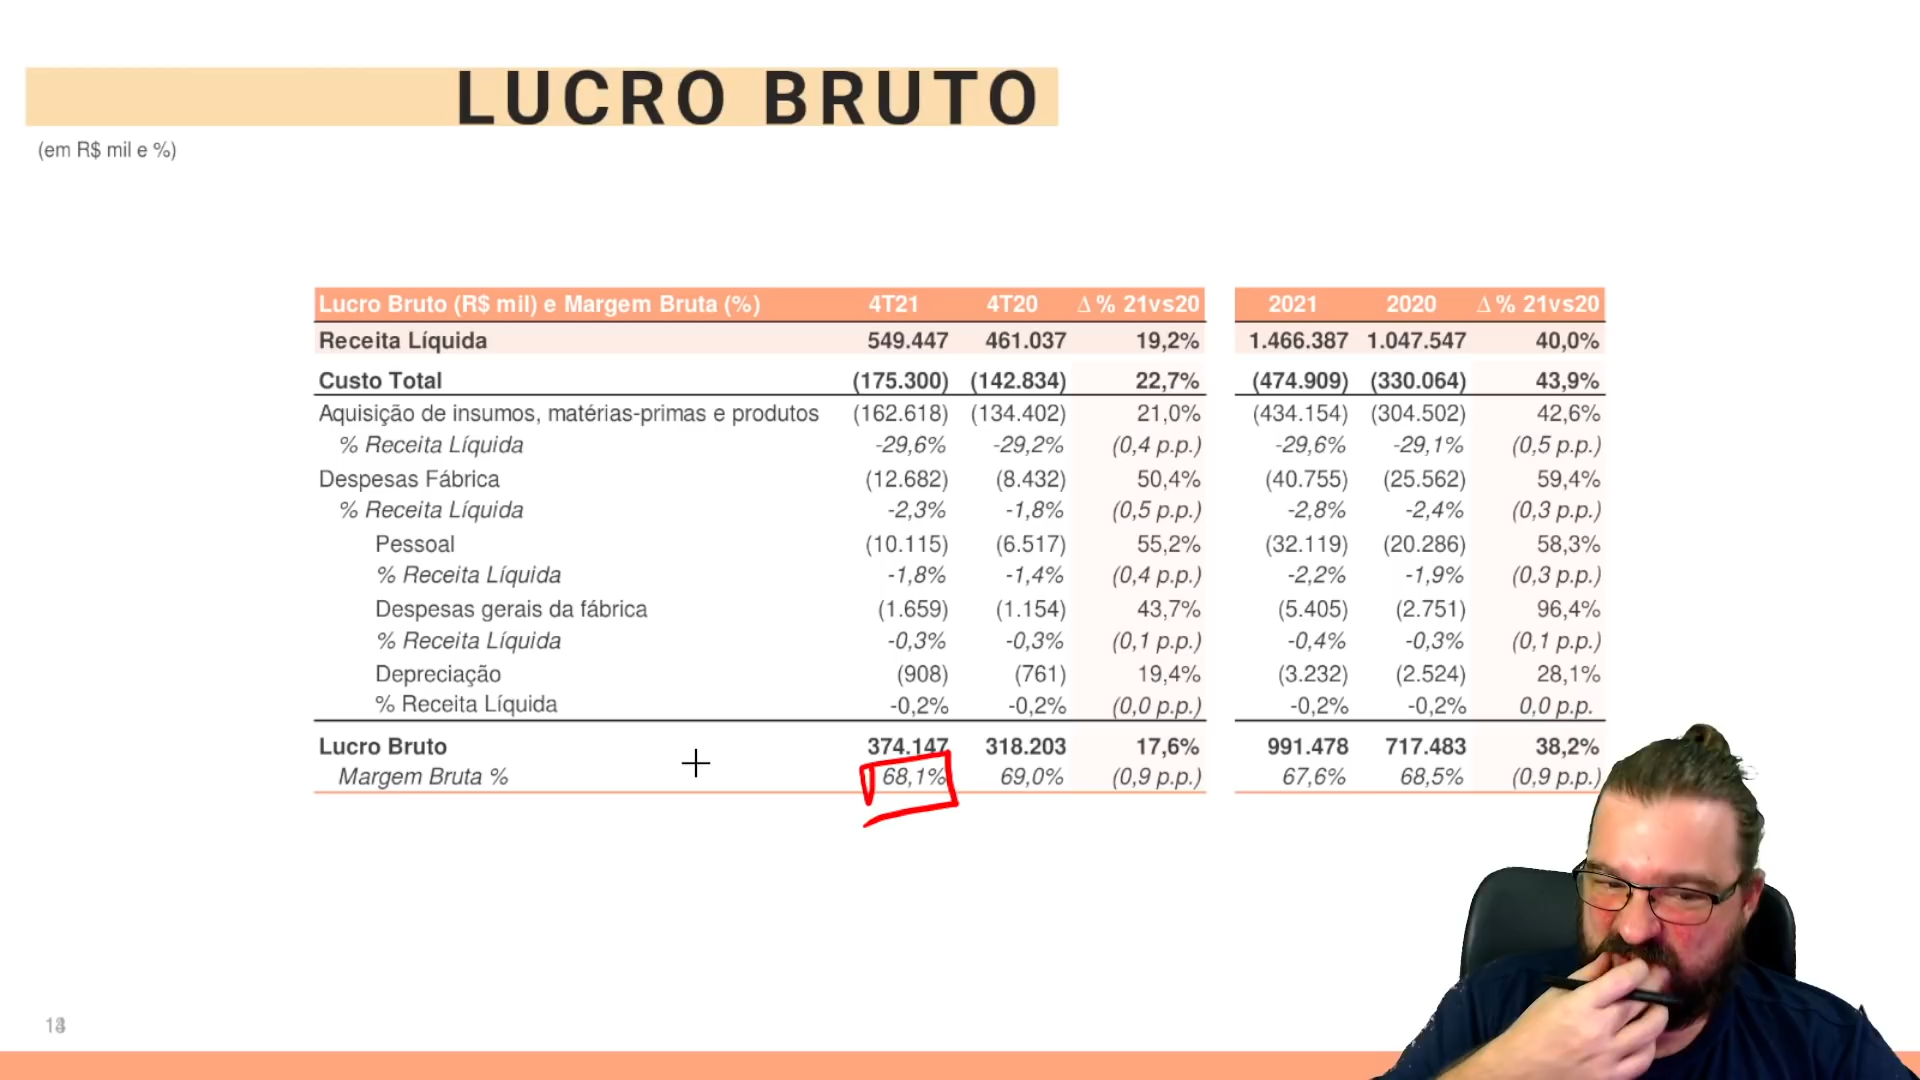 LUCRO BRUTO
(em R$ mil e %)
Lucro Bruto (R$ mil) e Margem Bruta (%) 4T21 4T20 Δ % 21vs20 2021 2020 Δ % 21vs20
Receita Líquida 549.447 461.037 19,2% 1.466.387 1.047.547 40,0%
Custo Total (175.300) (142.834) 22,7% (474.909) (330.064) 43,9%
Aquisição de insumos, matérias-primas e produtos (162.618) (134.402) 21,0% (434.154) (304.502) 42,6%
% Receita Líquida -29,6% -29,2% (0,4 p.p.) -29,6% -29,1% (0,5 p.p.)
Despesas Fábrica (12.682) (8.432) 50,4% (40.755) (25.562) 59,4%
% Receita Líquida -2,3% -1,8% (0,5 p.p.) -2,8% -2,4% (0,3 p.p.)
Pessoal (10.115) (6.517) 55,2% (32.119) (20.286) 58,3%
% Receita Líquida -1,8% -1,4% (0,4 p.p.) -2,2% -1,9% (0,3 p.p.)
Despesas gerais da fábrica (1.659) (1.154) 43,7% (5.405) (2.751) 96,4%
% Receita Líquida -0,3% -0,3% (0,1 p.p.) -0,4% -0,3% (0,1 p.p.)
Depreciação (908) (761) 19,4% (3.232) (2.524) 28,1%
% Receita Líquida -0,2% -0,2% (0,0 p.p.) -0,2% -0,2% 0,0 p.p.
Lucro Bruto 374.147 318.203 17,6% 991.478 717.483 38,2%
Margem Bruta % 68,1% 69,0% (0,9 p.p.) 67,6% 68,5% (0,9 p.p.)